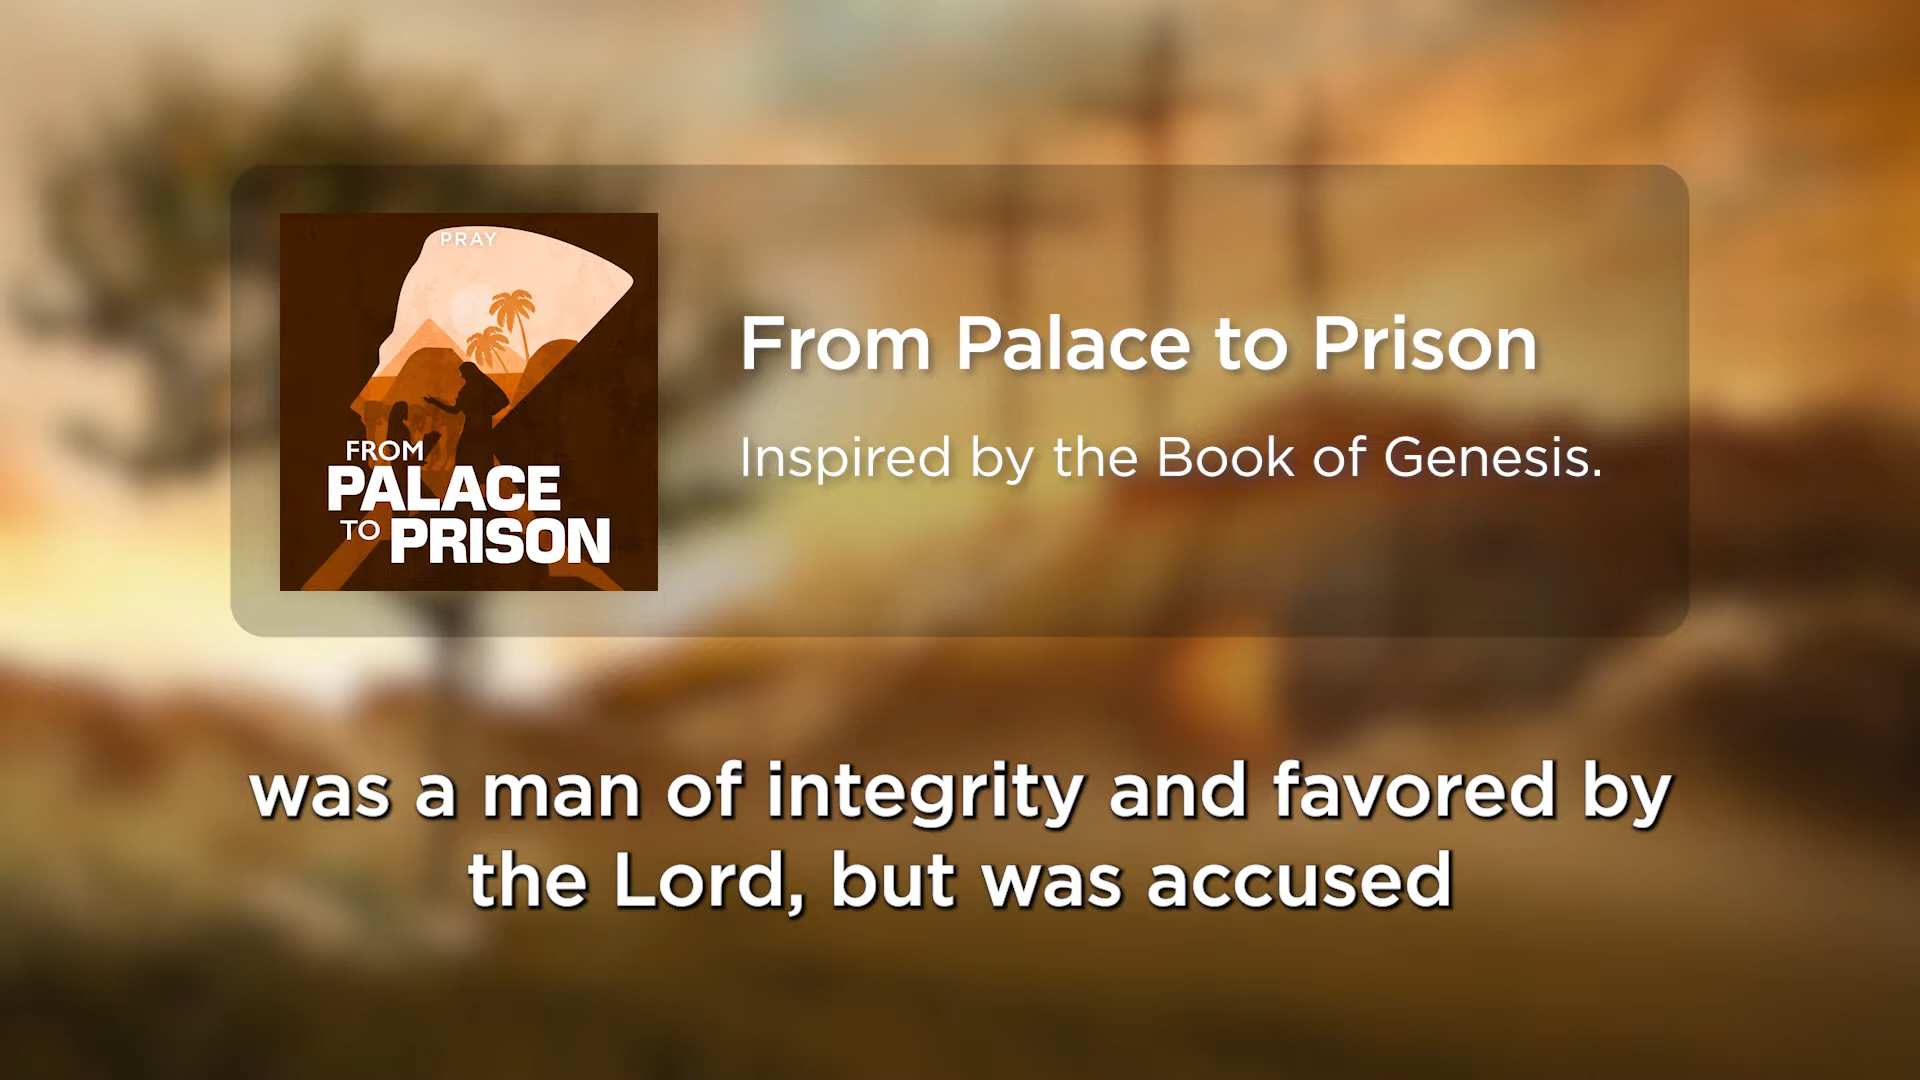 PRAY
FROM
PALACE
TO PRISON
From Palace to Prison
Inspired by the Book of Genesis.
was a man of integrity and favored by
the Lord, but was accused